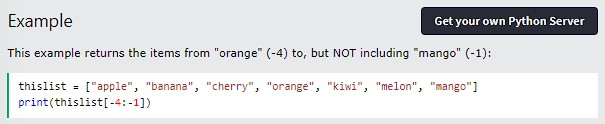 Example
Get your own Python Server
This example returns the items from "orange" (-4) to, but NOT including "mango" (-1):
thislist = ["apple", "banana", "cherry", "orange", "kiwi", "melon", "mango"]
print(thislist[-4:-1])